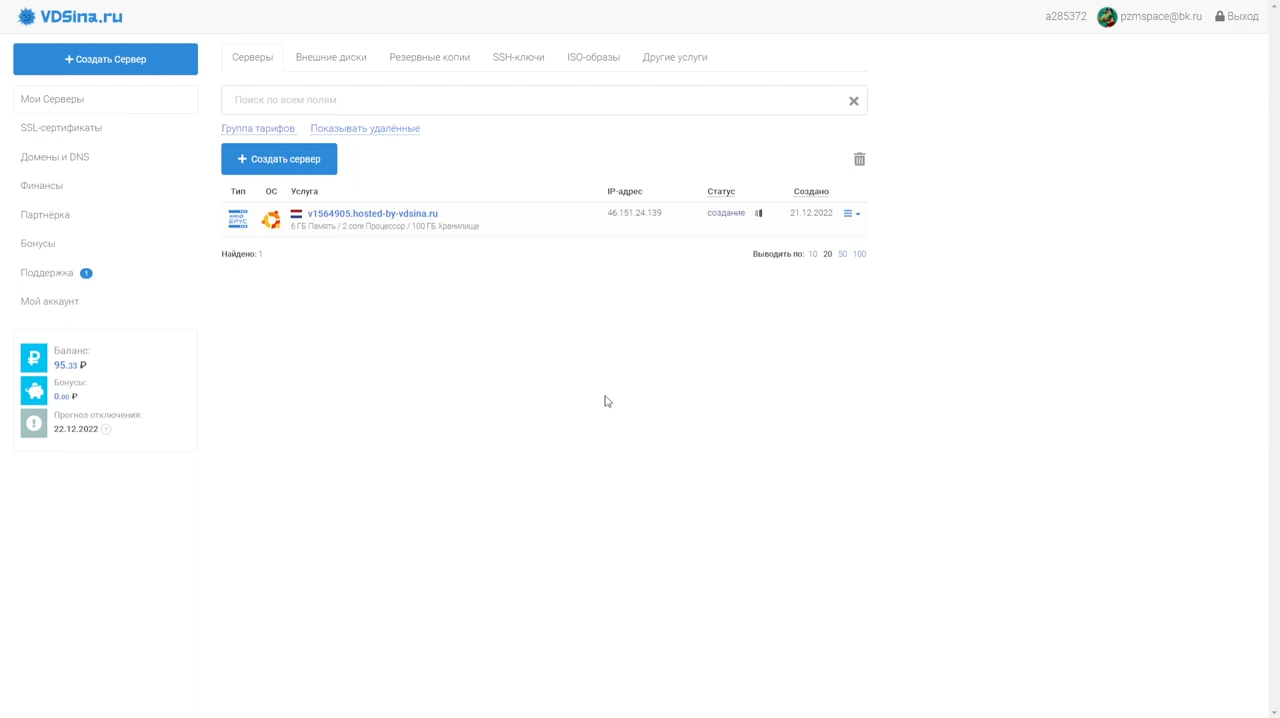 VDSina.ru
a285372
pzmspace@bk.ru
Выход
Создать Сервер
Мои Серверы
SSL-сертификаты
Домены и DNS
Финансы
Партнёрка
Бонусы
Поддержка 1
Мой аккаунт
Баланс:
95.33 ₽
Бонусы:
0.00 ₽
Прогноз отключения:
22.12.2022
Серверы Внешние диски Резервные копии SSH-ключи ISO-образы Другие услуги
Поиск по всем полям
Группа тарифов Показывать удалённые
Создать сервер
Тип ОС Услуга IP-адрес Статус Создано
AMD EPYC v1564905.hosted-by-vdsina.ru 46.151.24.139 создание 21.12.2022
6 ГБ Память / 2 core Процессор / 100 ГБ Хранилище
Найдено: 1 Выводить по: 10 20 50 100